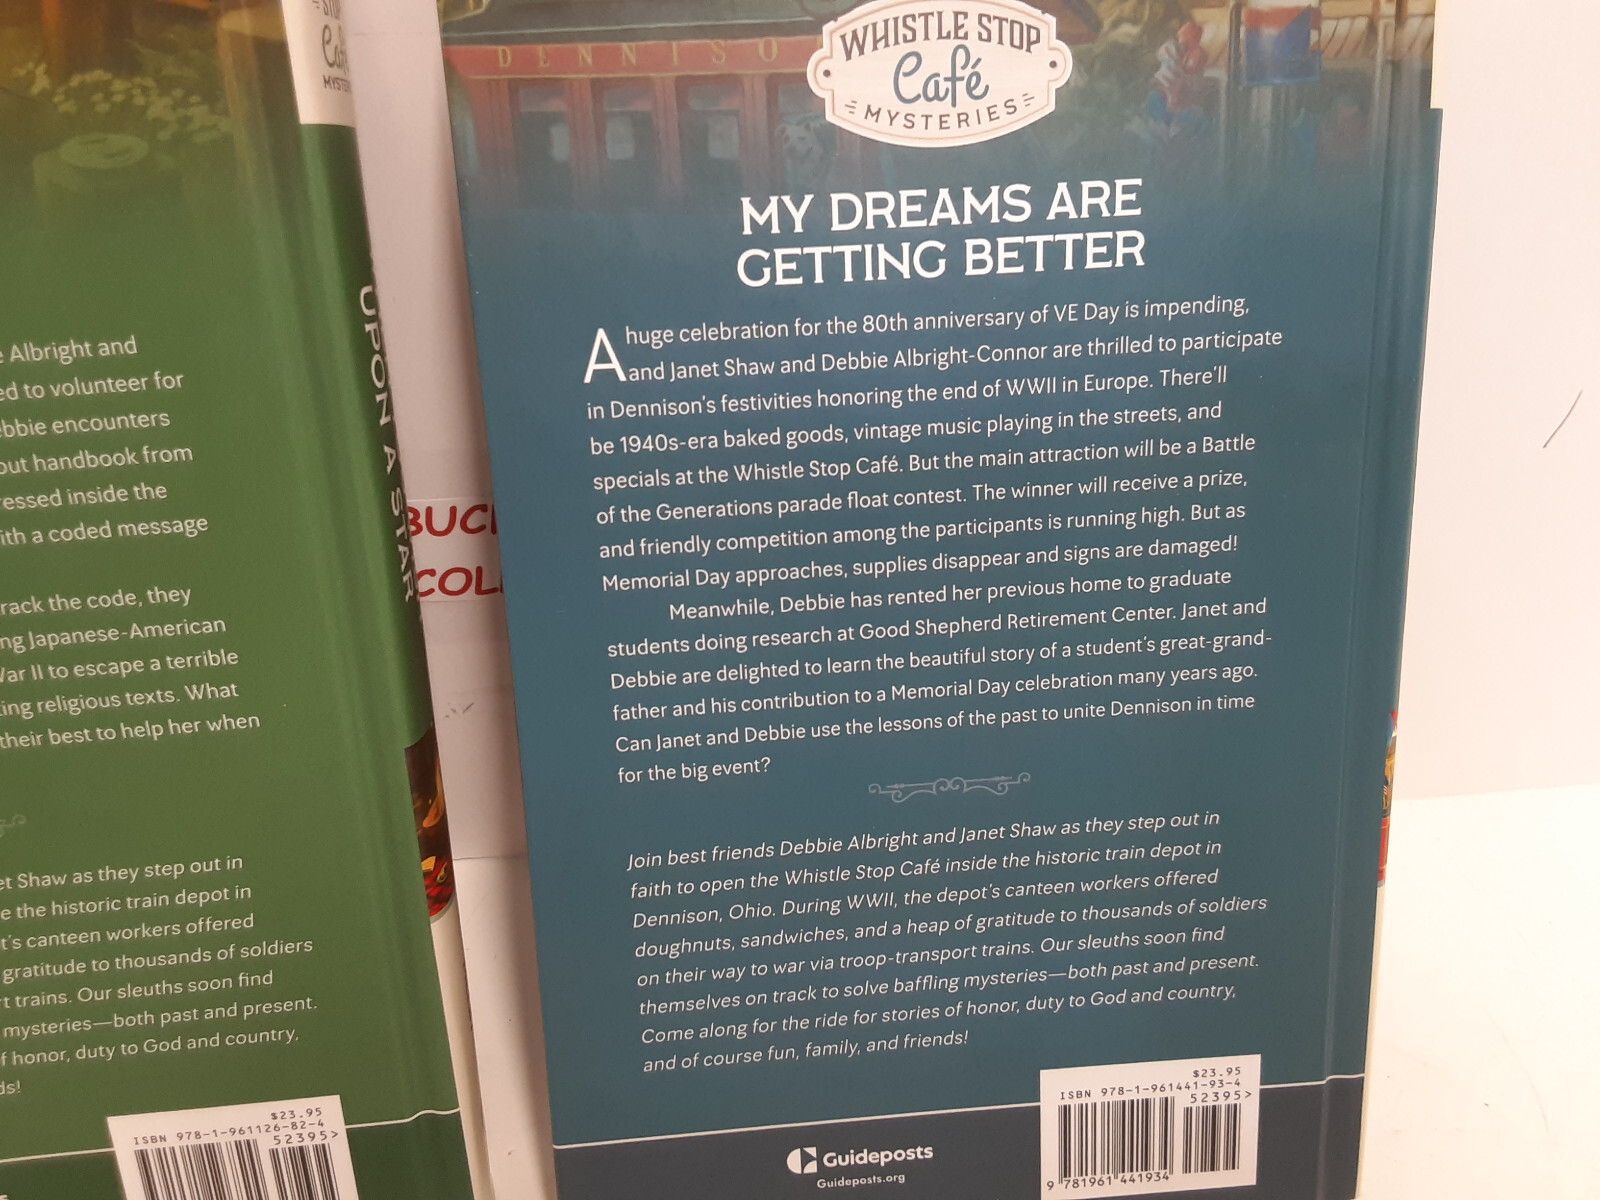 STOP
Café
MYSTE
UPON A STAR
Albright and
ed to volunteer for
ebbie encounters
out handbook from
ressed inside the
ith a coded message
rack the code, they
ng Japanese-American
Var II to escape a terrible
ing religious texts. What
their best to help her when
et Shaw as they step out in
e the historic train depot in
t's canteen workers offered
gratitude to thousands of soldiers
t trains. Our sleuths soon find
mysteries—both past and present.
f honor, duty to God and country,
ds!
$23.95
ISBN 978-1-961126-82-4
52395>
BUC
COL
DENNISO
WHISTLE STOP
Café
MYSTERIES
MY DREAMS ARE
GETTING BETTER
A huge celebration for the 80th anniversary of VE Day is impending,
and Janet Shaw and Debbie Albright-Connor are thrilled to participate
in Dennison's festivities honoring the end of WWII in Europe. There'll
be 1940s-era baked goods, vintage music playing in the streets, and
specials at the Whistle Stop Café. But the main attraction will be a Battle
of the Generations parade float contest. The winner will receive a prize,
and friendly competition among the participants is running high. But as
Memorial Day approaches, supplies disappear and signs are damaged!
Meanwhile, Debbie has rented her previous home to graduate
students doing research at Good Shepherd Retirement Center. Janet and
Debbie are delighted to learn the beautiful story of a student's great-grand-
father and his contribution to a Memorial Day celebration many years ago.
Can Janet and Debbie use the lessons of the past to unite Dennison in time
for the big event?
Join best friends Debbie Albright and Janet Shaw as they step out in
faith to open the Whistle Stop Café inside the historic train depot in
Dennison, Ohio. During WWII, the depot's canteen workers offered
doughnuts, sandwiches, and a heap of gratitude to thousands of soldiers
on their way to war via troop-transport trains. Our sleuths soon find
themselves on track to solve baffling mysteries—both past and present.
Come along for the ride for stories of honor, duty to God and country,
and of course fun, family, and friends!
Guideposts
Guideposts.org
$23.95
ISBN 978-1-961441-93-4
52395>
9 781961 441934